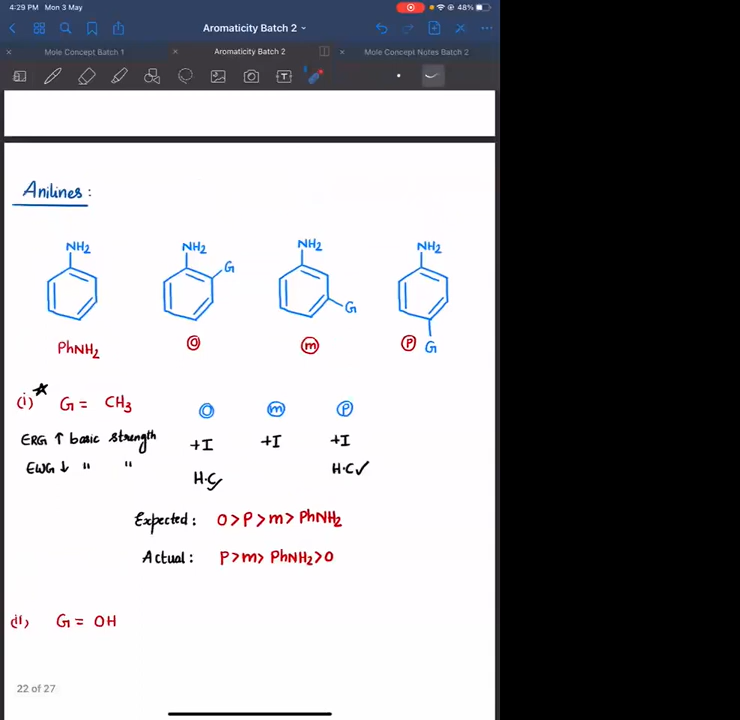 4:29 PM Mon 3 May
48%
Aromaticity Batch 2
Mole Concept Batch 1
Aromaticity Batch 2
Mole Concept Notes Batch 2
Anilines:
NH2 NH2 NH2 NH2
G
G
PhNH2 O m P G
(i) G = CH3 O m P
ERG ↑ basic strength +I +I +I
EWG ↓ " " H·C✓ H·C✓
Expected: O > P > m > PhNH2
Actual: P > m > PhNH2 > O
(ii) G = OH
22 of 27